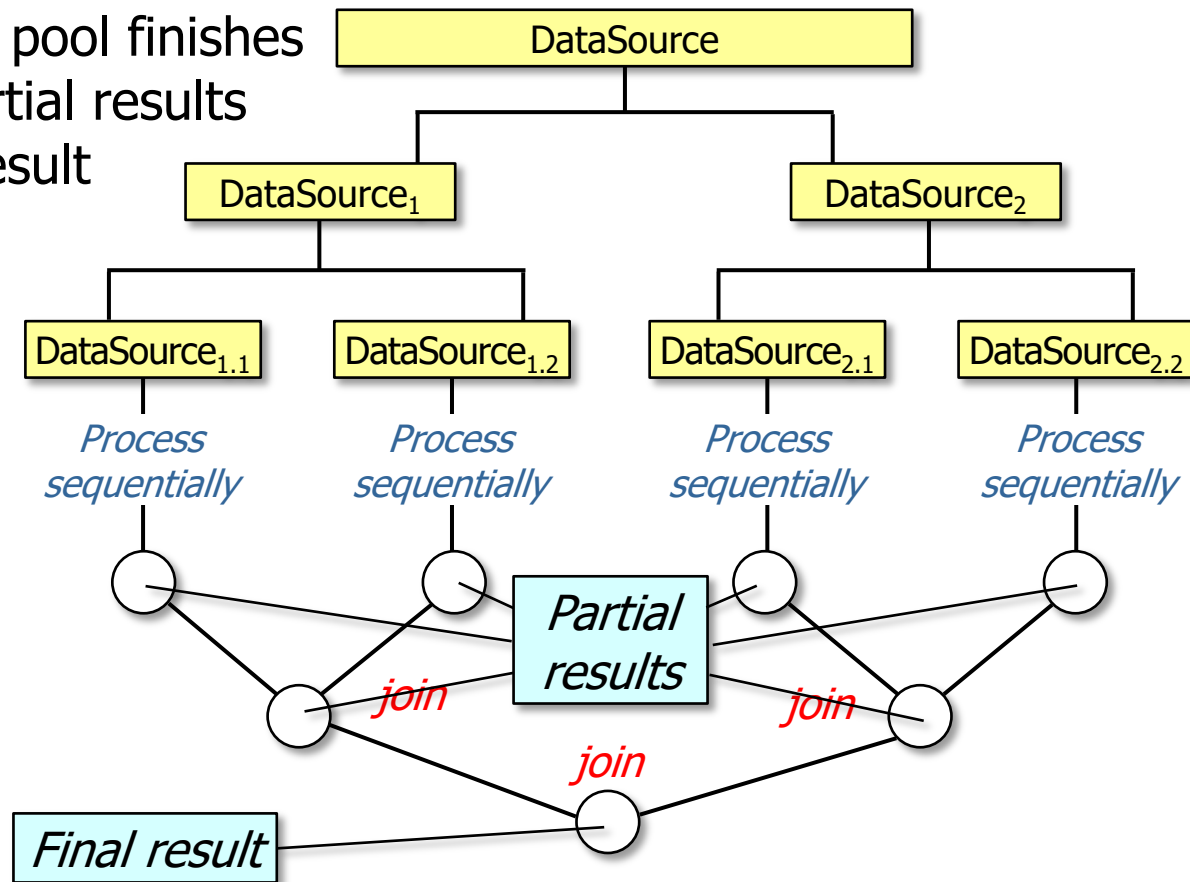 pool finishes
rtial results
esult
DataSource
DataSource₁
DataSource₂
DataSource₁.₁
DataSource₁.₂
DataSource₂.₁
DataSource₂.₂
Process
sequentially
Process
sequentially
Process
sequentially
Process
sequentially
Partial
results
join
join
join
Final result